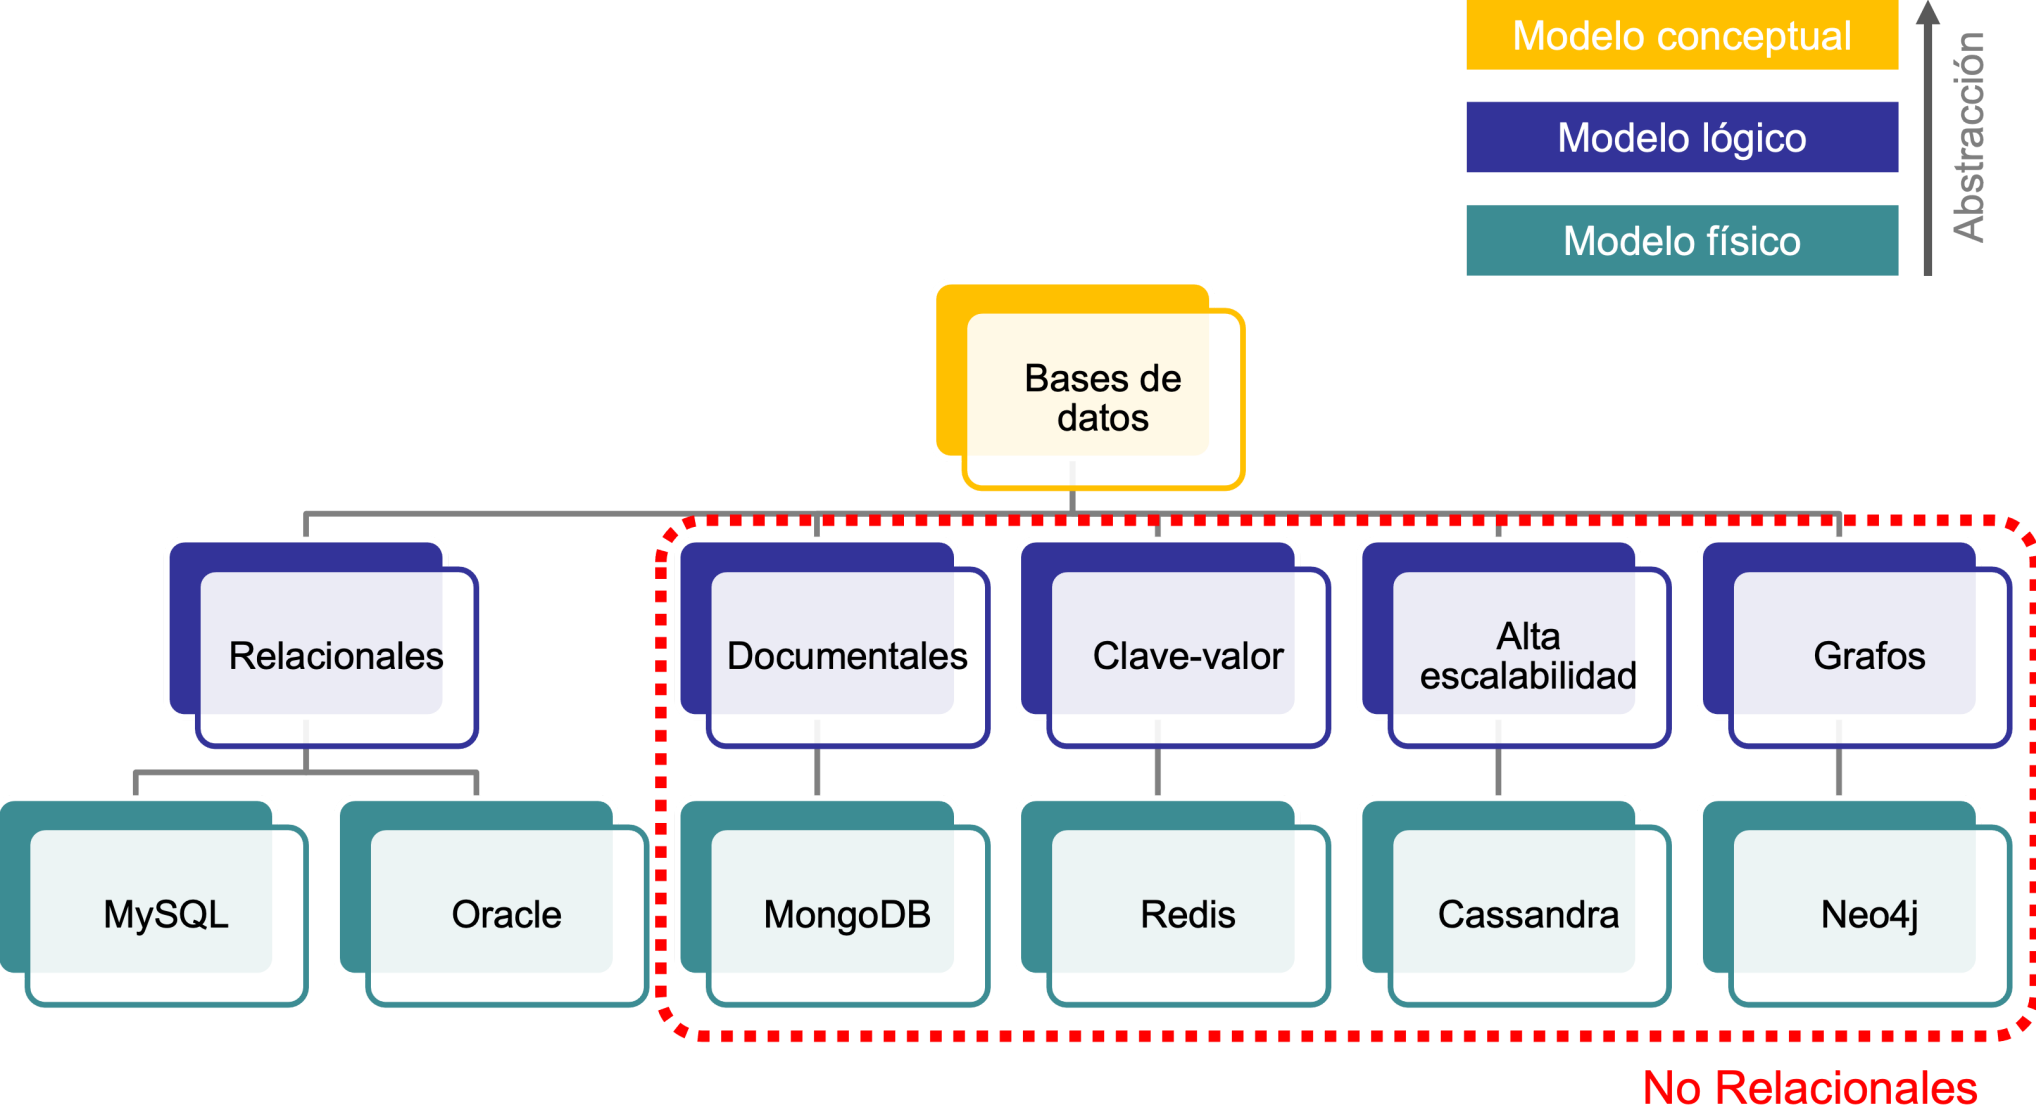 Modelo conceptual
Modelo lógico
Modelo físico
Abstracción
Bases de
datos
Relacionales
Documentales
Clave-valor
Alta
escalabilidad
Grafos
MySQL
Oracle
MongoDB
Redis
Cassandra
Neo4j
No Relacionales